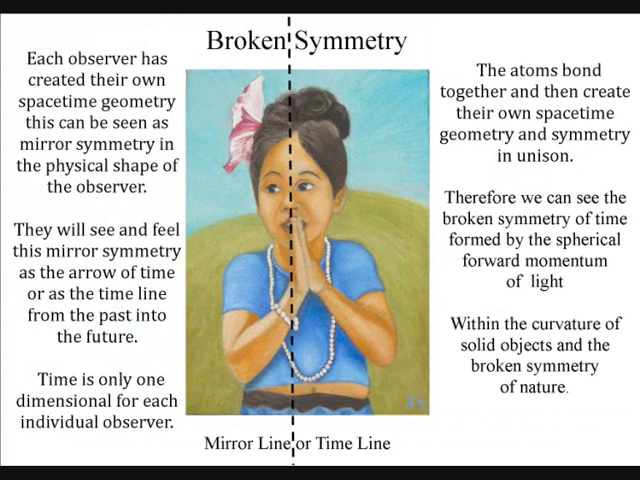 Broken Symmetry
Each observer has
created their own
spacetime geometry
this can be seen as
mirror symmetry in
the physical shape of
the observer.
They will see and feel
this mirror symmetry
as the arrow of time
or as the time line
from the past into
the future.
Time is only one
dimensional for each
individual observer.
The atoms bond
together and then create
their own spacetime
geometry and symmetry
in unison.
Therefore we can see the
broken symmetry of time
formed by the spherical
forward momentum
of light
Within the curvature of
solid objects and the
broken symmetry
of nature.
Mirror Line or Time Line